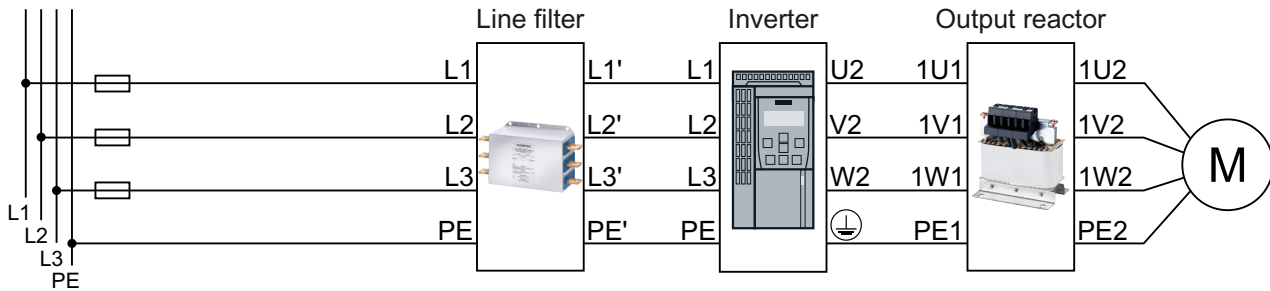 Line filter Inverter Output reactor
L1 L1' L1 U2 1U1 1U2
L2 L2' L2 V2 1V1 1V2
L3 L3' L3 W2 1W1 1W2
M
PE PE' PE PE1 PE2
L1
L2
L3
PE